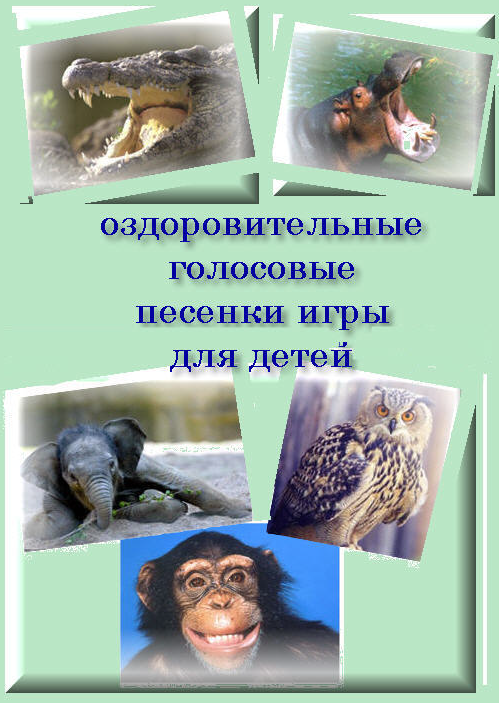 оздоровительные
голосовые
песенки игры
для детей